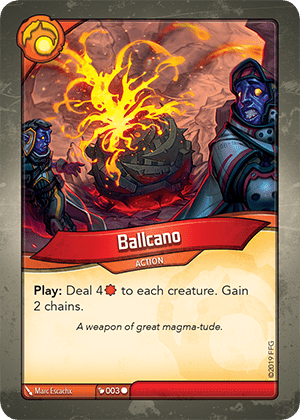 Ballcano
ACTION
Play: Deal 4 to each creature. Gain
2 chains.
A weapon of great magma-tude.
Marc Escachx
003
©2019 FFG